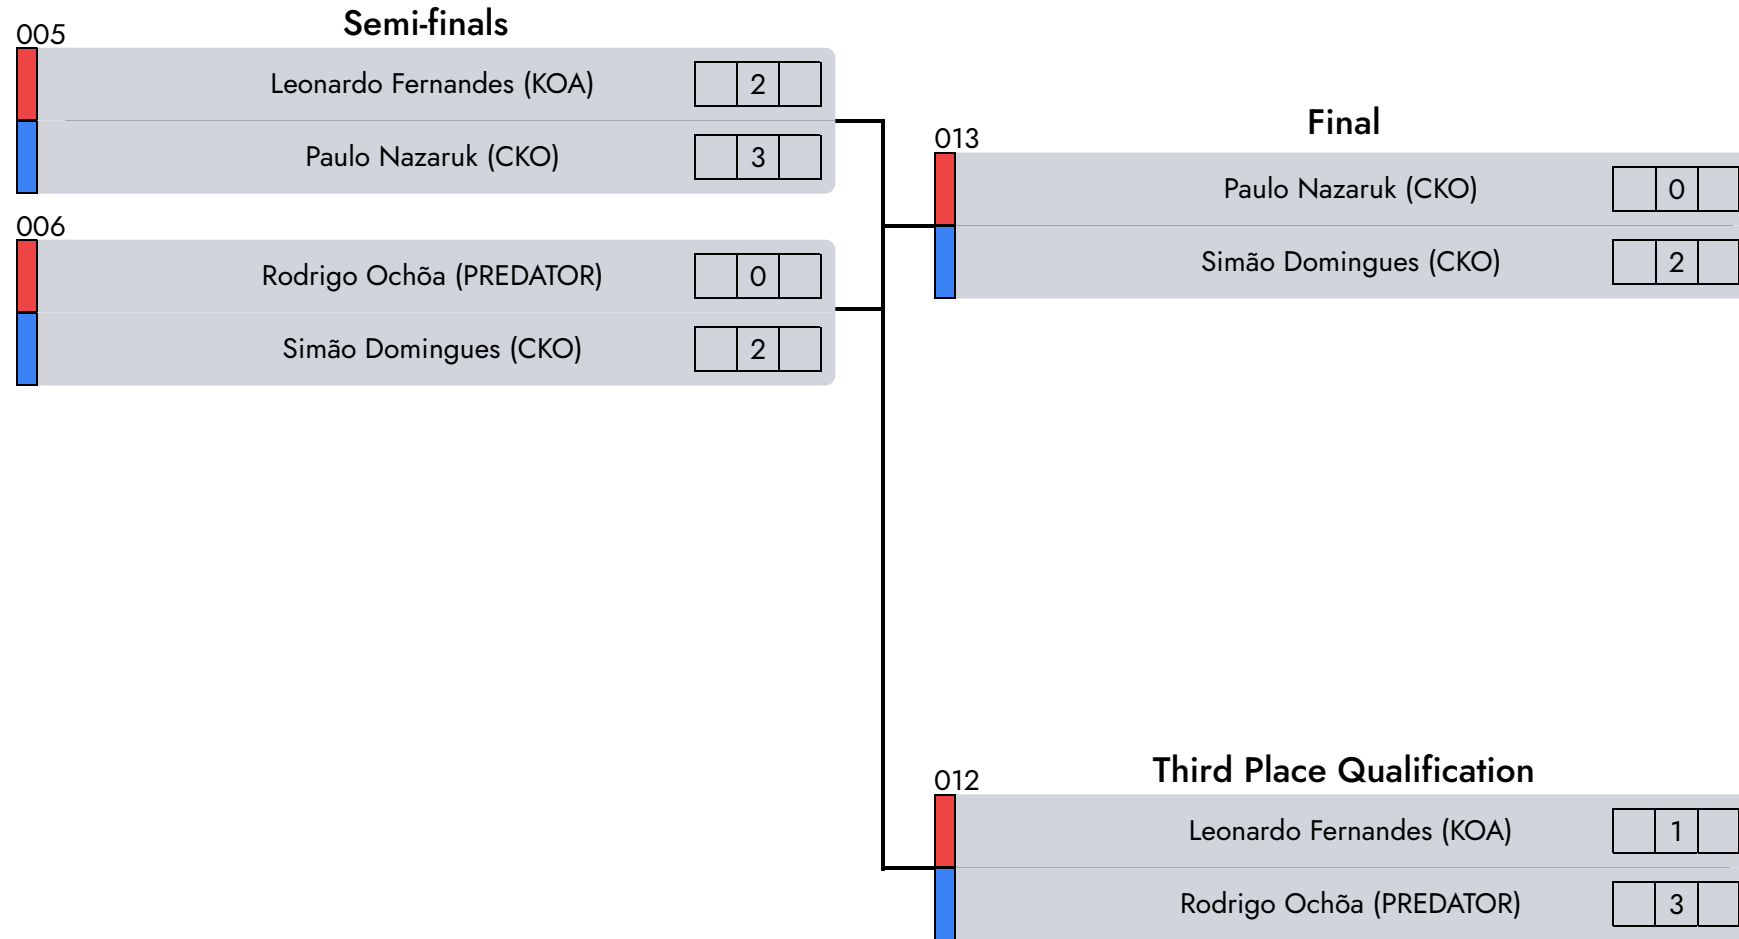 Semi-finals
005
Leonardo Fernandes (KOA) 2
Paulo Nazaruk (CKO) 3
006
Rodrigo Ochõa (PREDATOR) 0
Simão Domingues (CKO) 2
Final
013
Paulo Nazaruk (CKO) 0
Simão Domingues (CKO) 2
Third Place Qualification
012
Leonardo Fernandes (KOA) 1
Rodrigo Ochõa (PREDATOR) 3